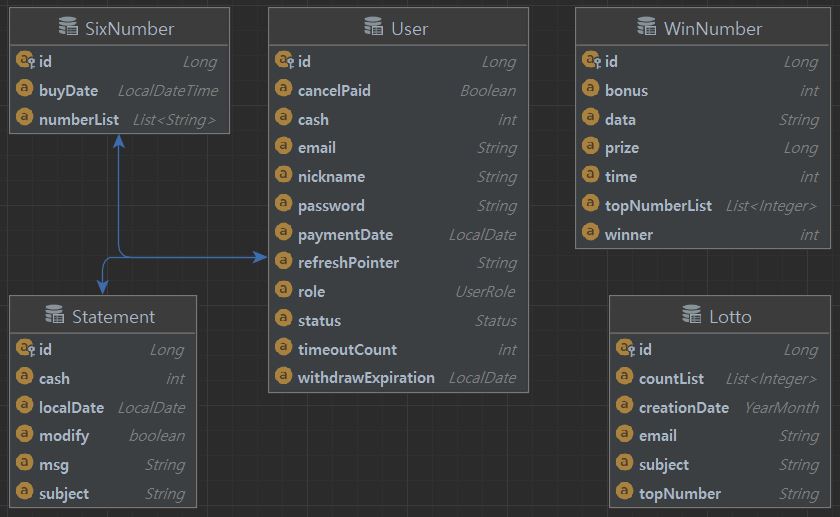 SixNumber
id Long
buyDate LocalDateTime
numberList List<String>
User
id Long
cancelPaid Boolean
cash int
email String
nickname String
password String
paymentDate LocalDate
refreshPointer String
role UserRole
status Status
timeoutCount int
withdrawExpiration LocalDate
WinNumber
id Long
bonus int
data String
prize Long
time int
topNumberList List<Integer>
winner int
Statement
id Long
cash int
localDate LocalDate
modify boolean
msg String
subject String
Lotto
id Long
countList List<Integer>
creationDate YearMonth
email String
subject String
topNumber String